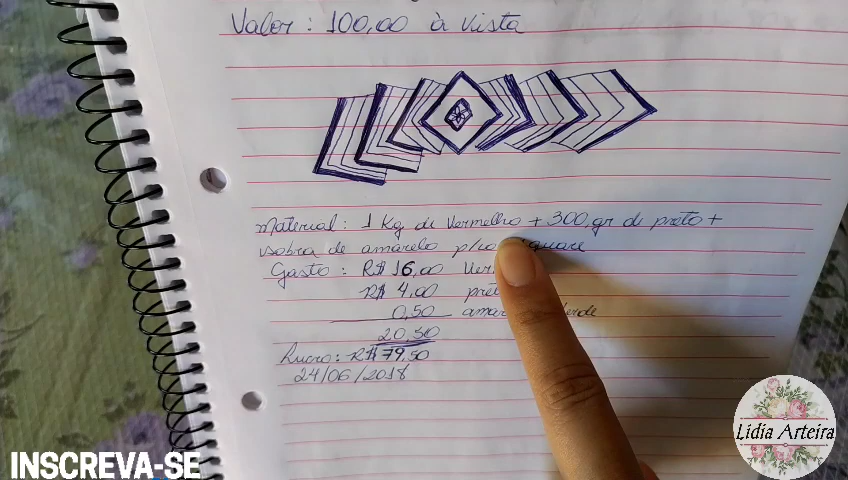 Valor : 100,00 à vista
Material : 1 Kg de vermelho + 300,gr de preto +
sobra de amarelo p/ o square
Gasto : R$ 16,00
R$ 4,00
0,50
20,50
Lucro : R$ 79,50
24/06/2018
Lidia Arteira
INSCREVA-SE